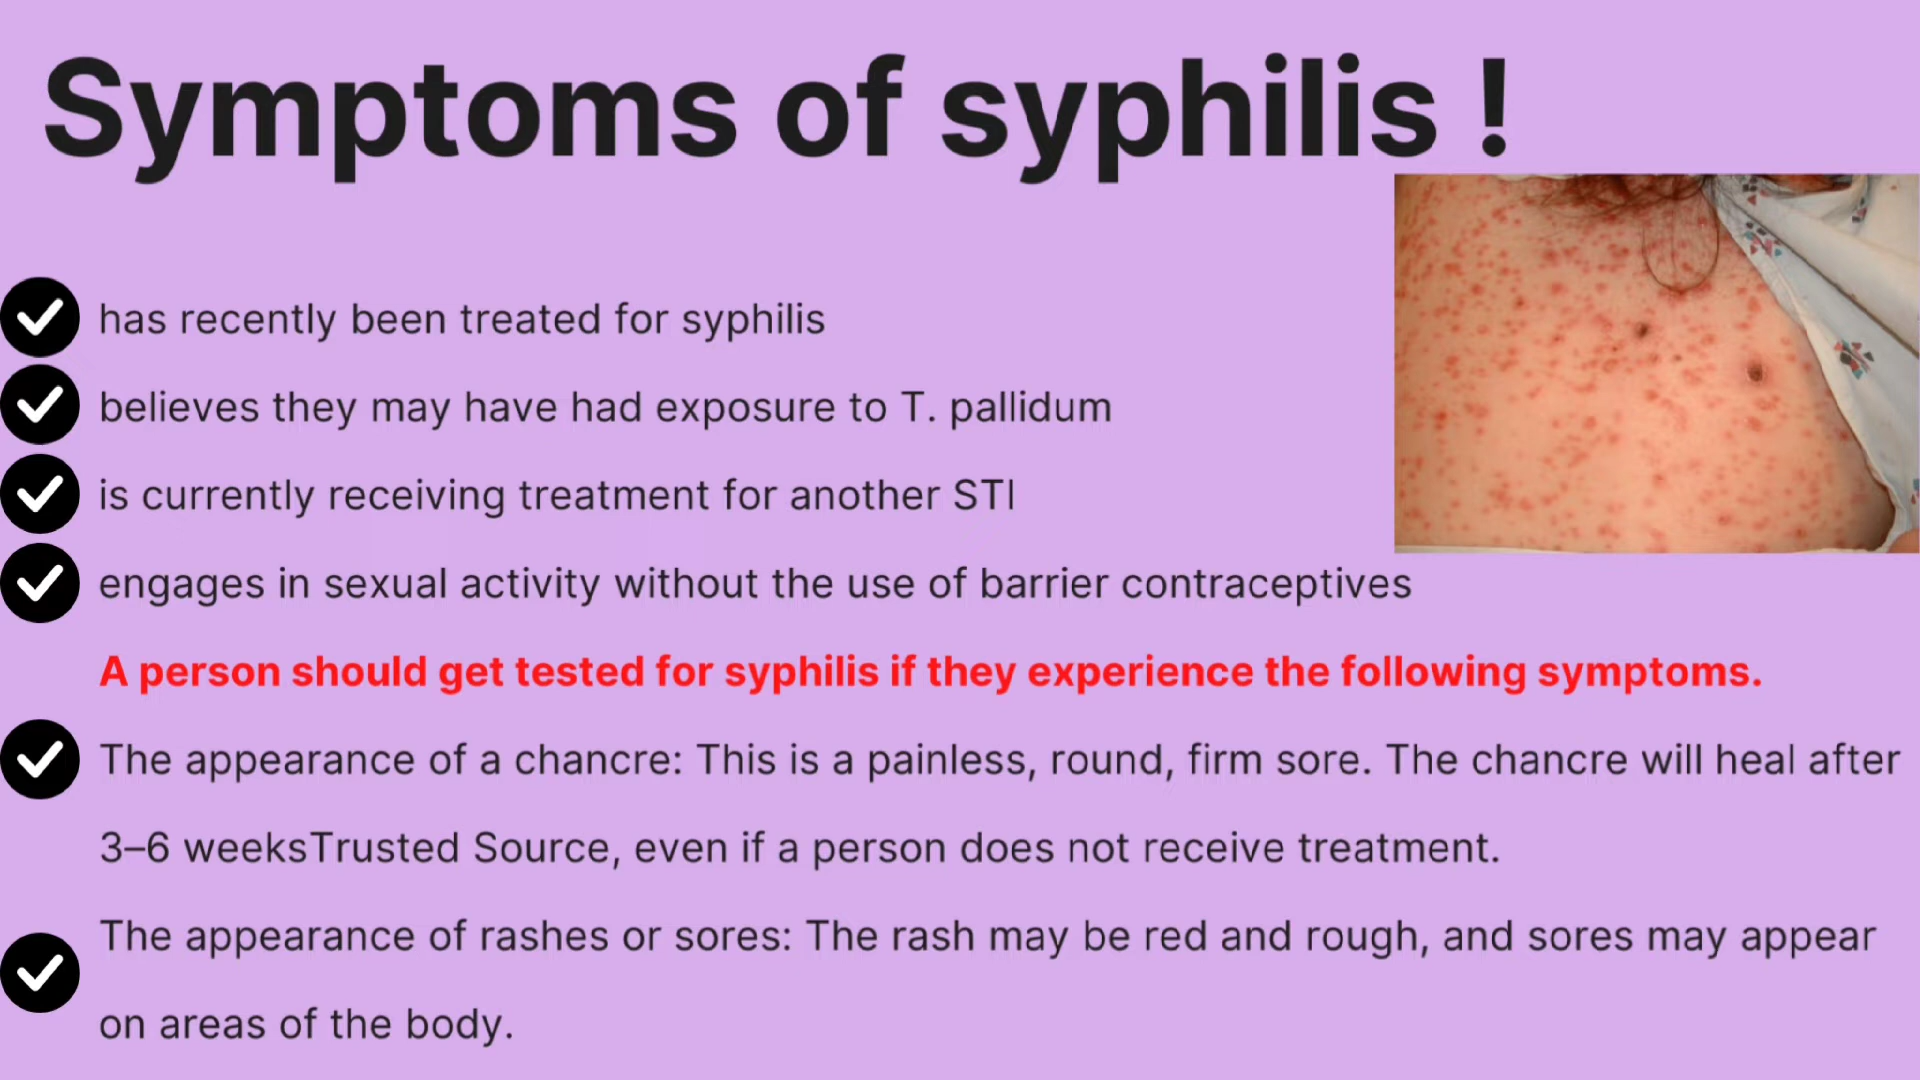 Symptoms of syphilis !
has recently been treated for syphilis
believes they may have had exposure to T. pallidum
is currently receiving treatment for another STI
engages in sexual activity without the use of barrier contraceptives
A person should get tested for syphilis if they experience the following symptoms.
The appearance of a chancre: This is a painless, round, firm sore. The chancre will heal after
3–6 weeksTrusted Source, even if a person does not receive treatment.
The appearance of rashes or sores: The rash may be red and rough, and sores may appear
on areas of the body.